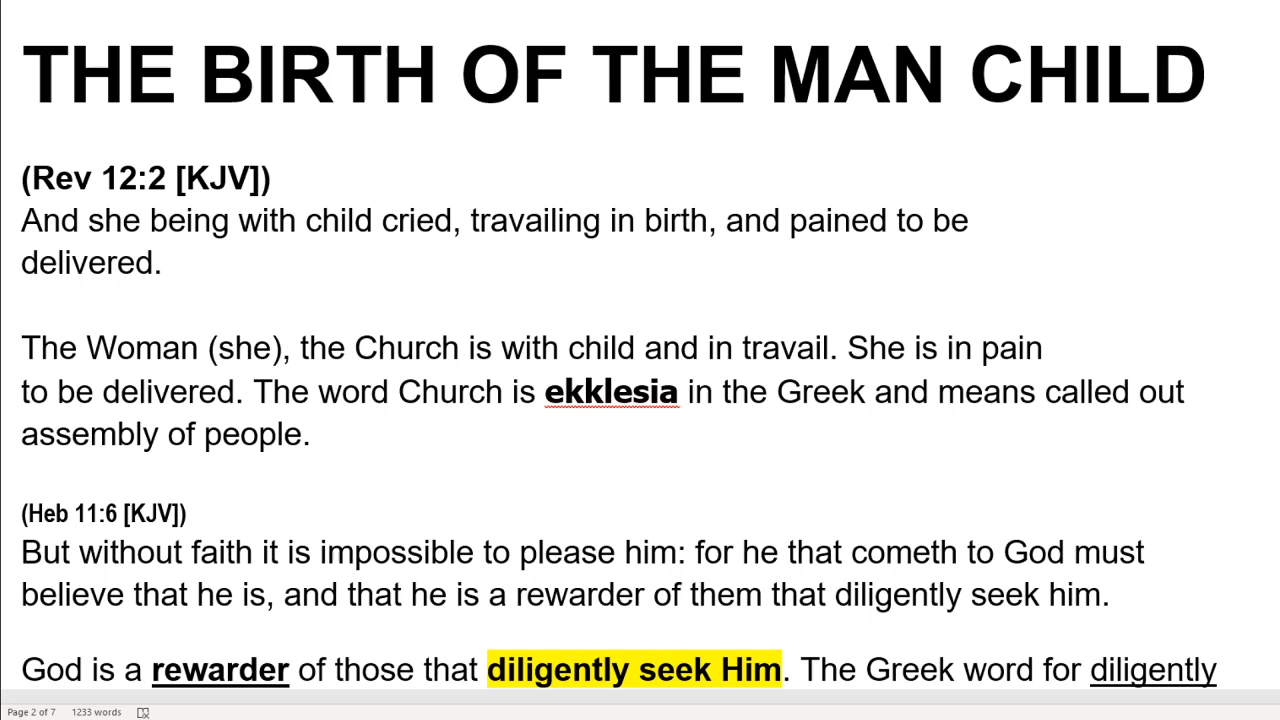 THE BIRTH OF THE MAN CHILD
(Rev 12:2 [KJV])
And she being with child cried, travailing in birth, and pained to be
delivered.
The Woman (she), the Church is with child and in travail. She is in pain
to be delivered. The word Church is ekklesia in the Greek and means called out
assembly of people.
(Heb 11:6 [KJV])
But without faith it is impossible to please him: for he that cometh to God must
believe that he is, and that he is a rewarder of them that diligently seek him.
God is a rewarder of those that diligently seek Him. The Greek word for diligently
Page 2 of 7 1233 words